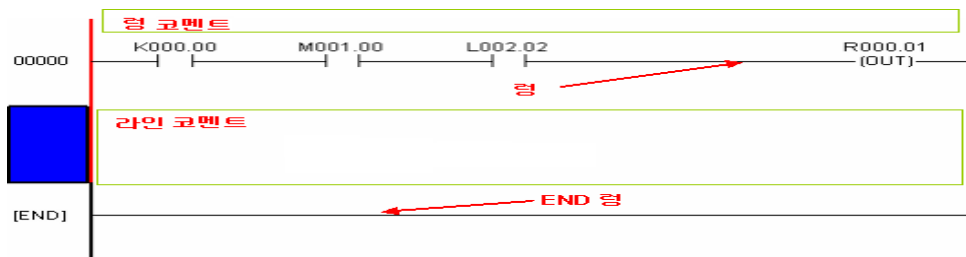 렁 코멘트
K000.00 M001.00 L002.02 R000.01
00000 (OUT)
렁
라인 코멘트
END 렁
[END]